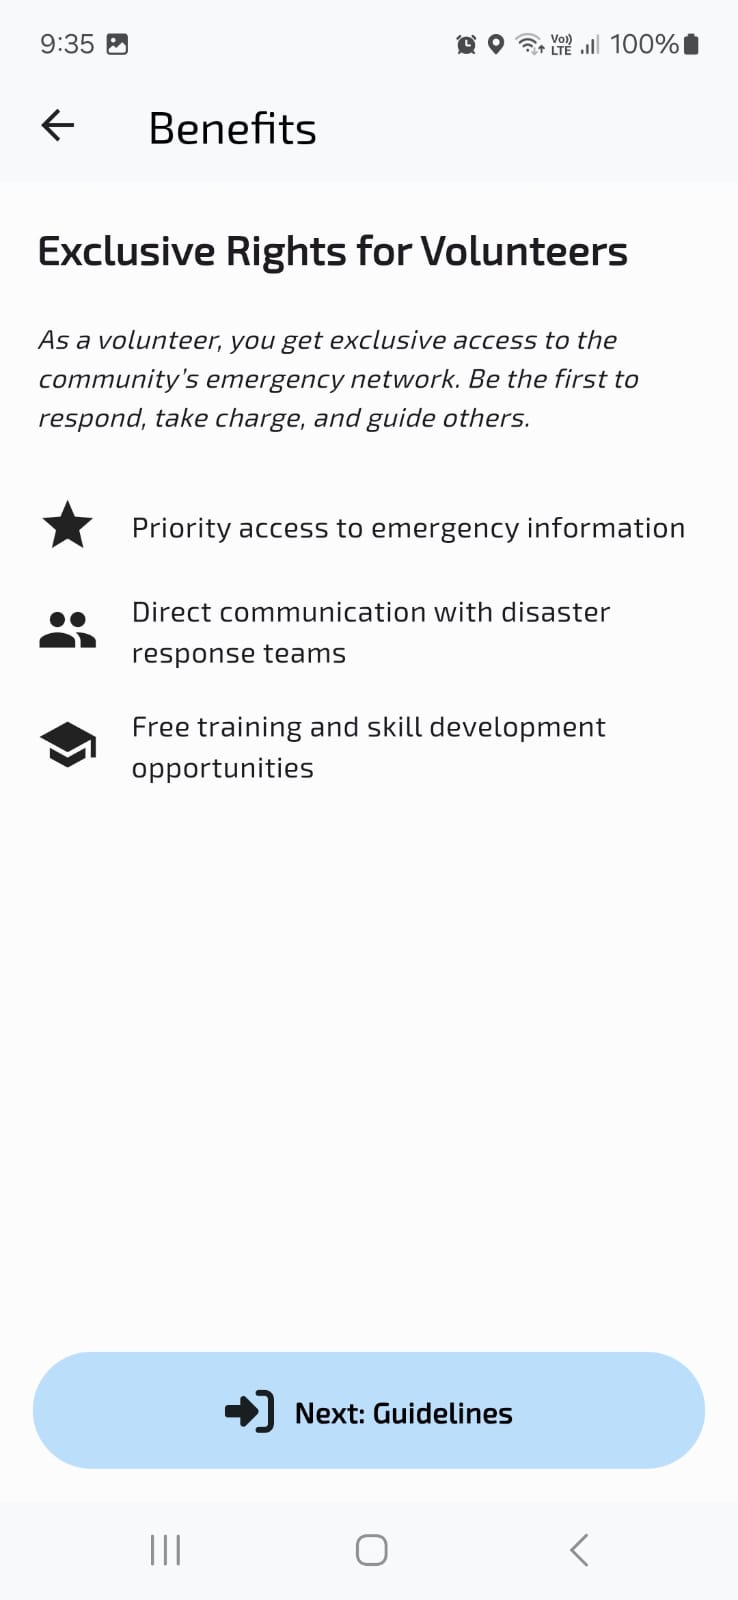 9:35
Vo))
LTE
100%
Benefits
Exclusive Rights for Volunteers
As a volunteer, you get exclusive access to the
community's emergency network. Be the first to
respond, take charge, and guide others.
Priority access to emergency information
Direct communication with disaster
response teams
Free training and skill development
opportunities
Next: Guidelines